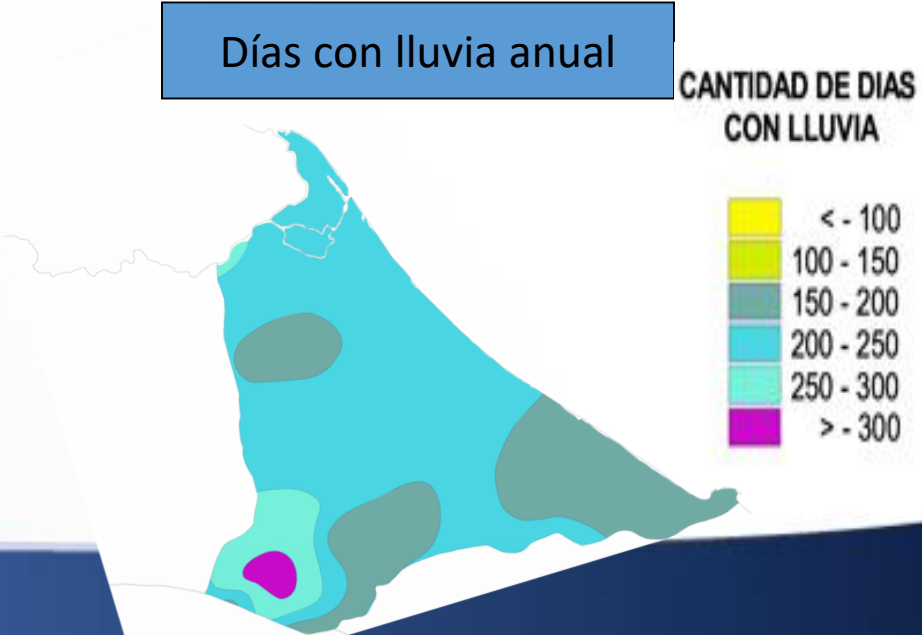 Días con lluvia anual
CANTIDAD DE DIAS
CON LLUVIA
< - 100
100 - 150
150 - 200
200 - 250
250 - 300
> - 300